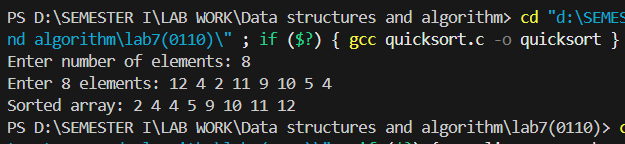 PS D:\SEMESTER I\LAB WORK\Data structures and algorithm> cd "d:\SEMES
nd algorithm\lab7(0110)\" ; if ($?) { gcc quicksort.c -o quicksort }
Enter number of elements: 8
Enter 8 elements: 12 4 2 11 9 10 5 4
Sorted array: 2 4 4 5 9 10 11 12
PS D:\SEMESTER I\LAB WORK\Data structures and algorithm\lab7(0110)>